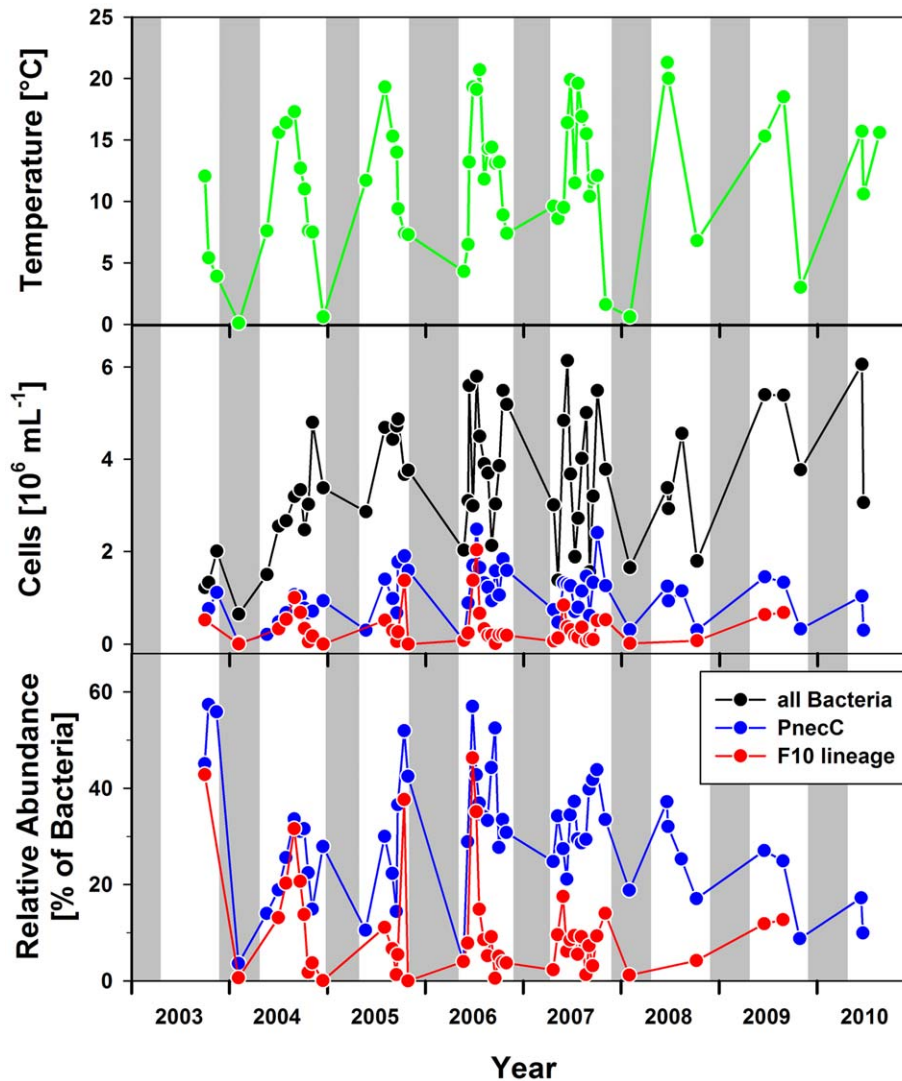 25
20
15
10
5
0
Temperature [°C]
6
4
2
0
Cells [10⁶ mL⁻¹]
all Bacteria
PnecC
F10 lineage
60
40
20
0
Relative Abundance
[% of Bacteria]
2003 2004 2005 2006 2007 2008 2009 2010
Year